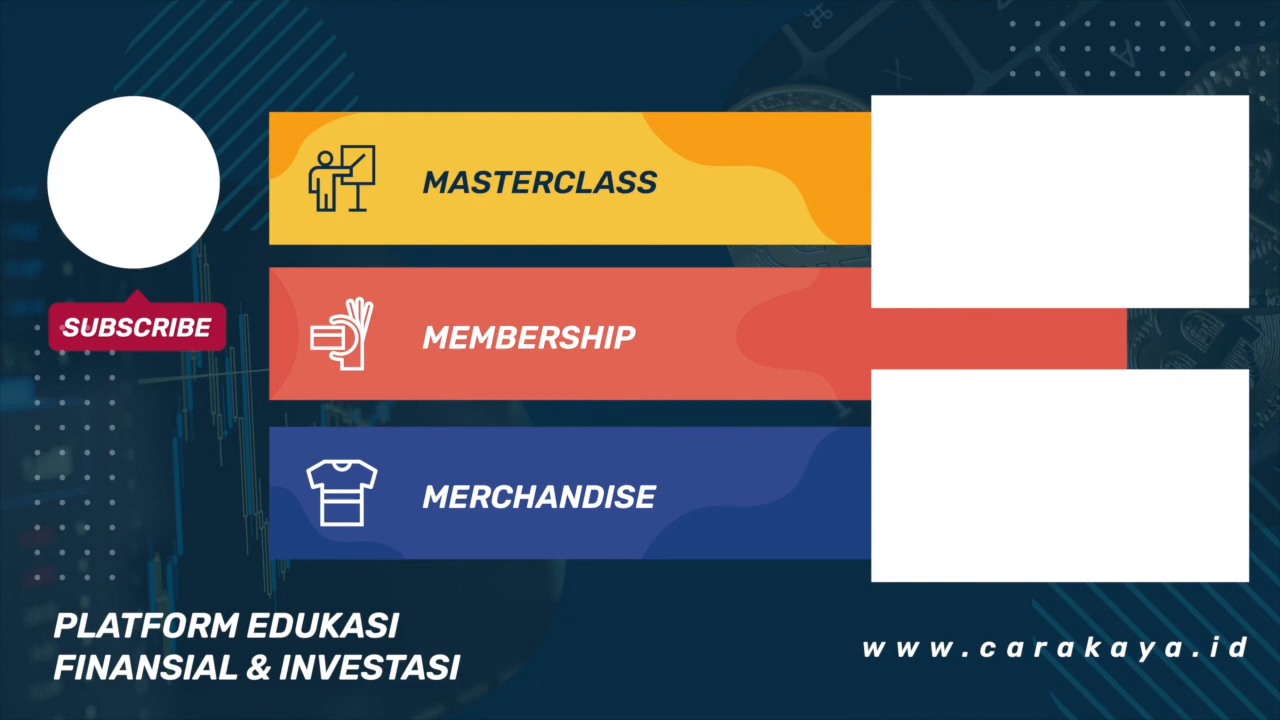 MASTERCLASS
SUBSCRIBE
MEMBERSHIP
MERCHANDISE
PLATFORM EDUKASI
FINANSIAL & INVESTASI
www.carakaya.id